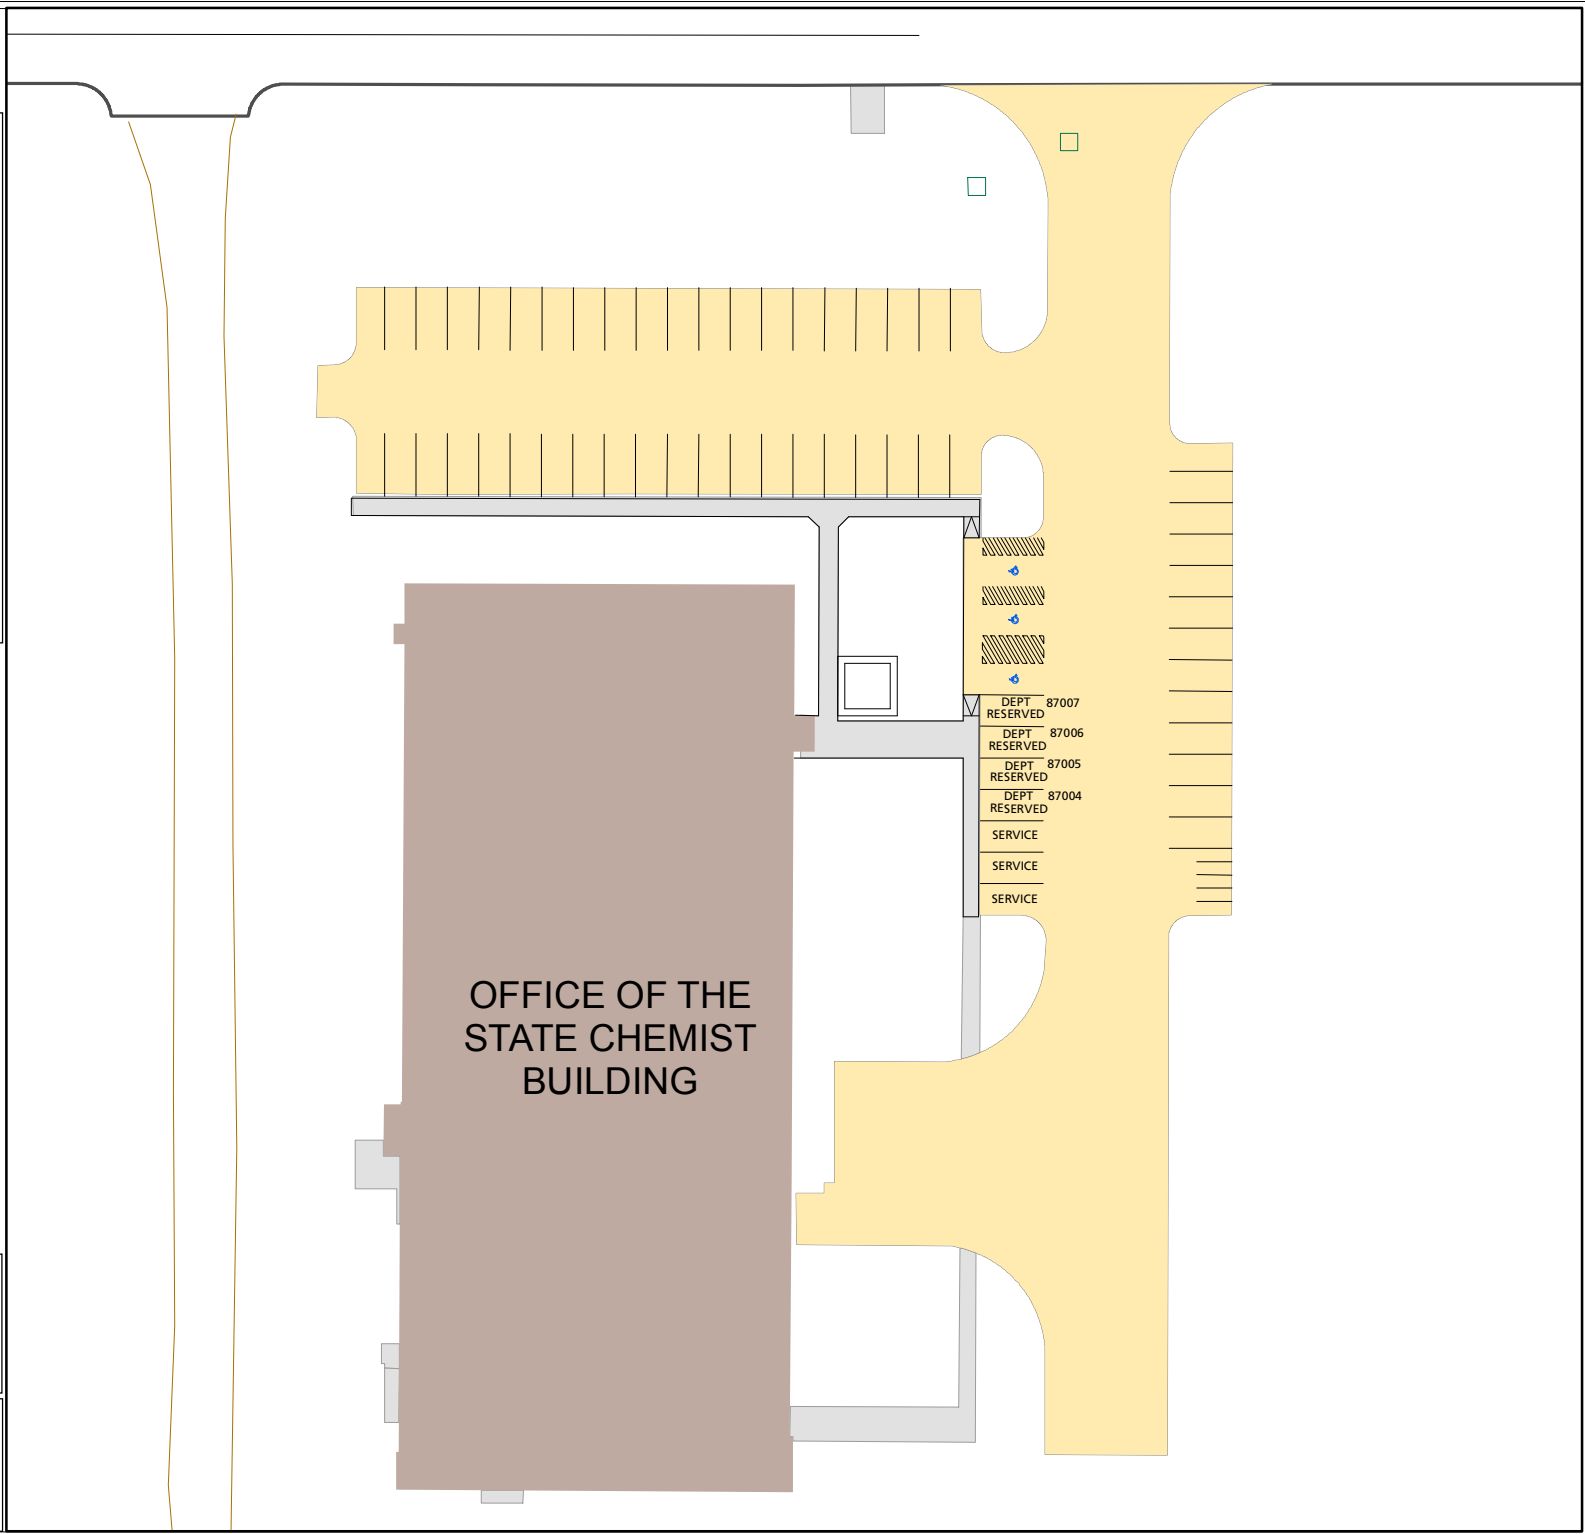 DEPT 87007
RESERVED
DEPT 87006
RESERVED
DEPT 87005
RESERVED
DEPT 87004
RESERVED
SERVICE
SERVICE
SERVICE
OFFICE OF THE
STATE CHEMIST
BUILDING